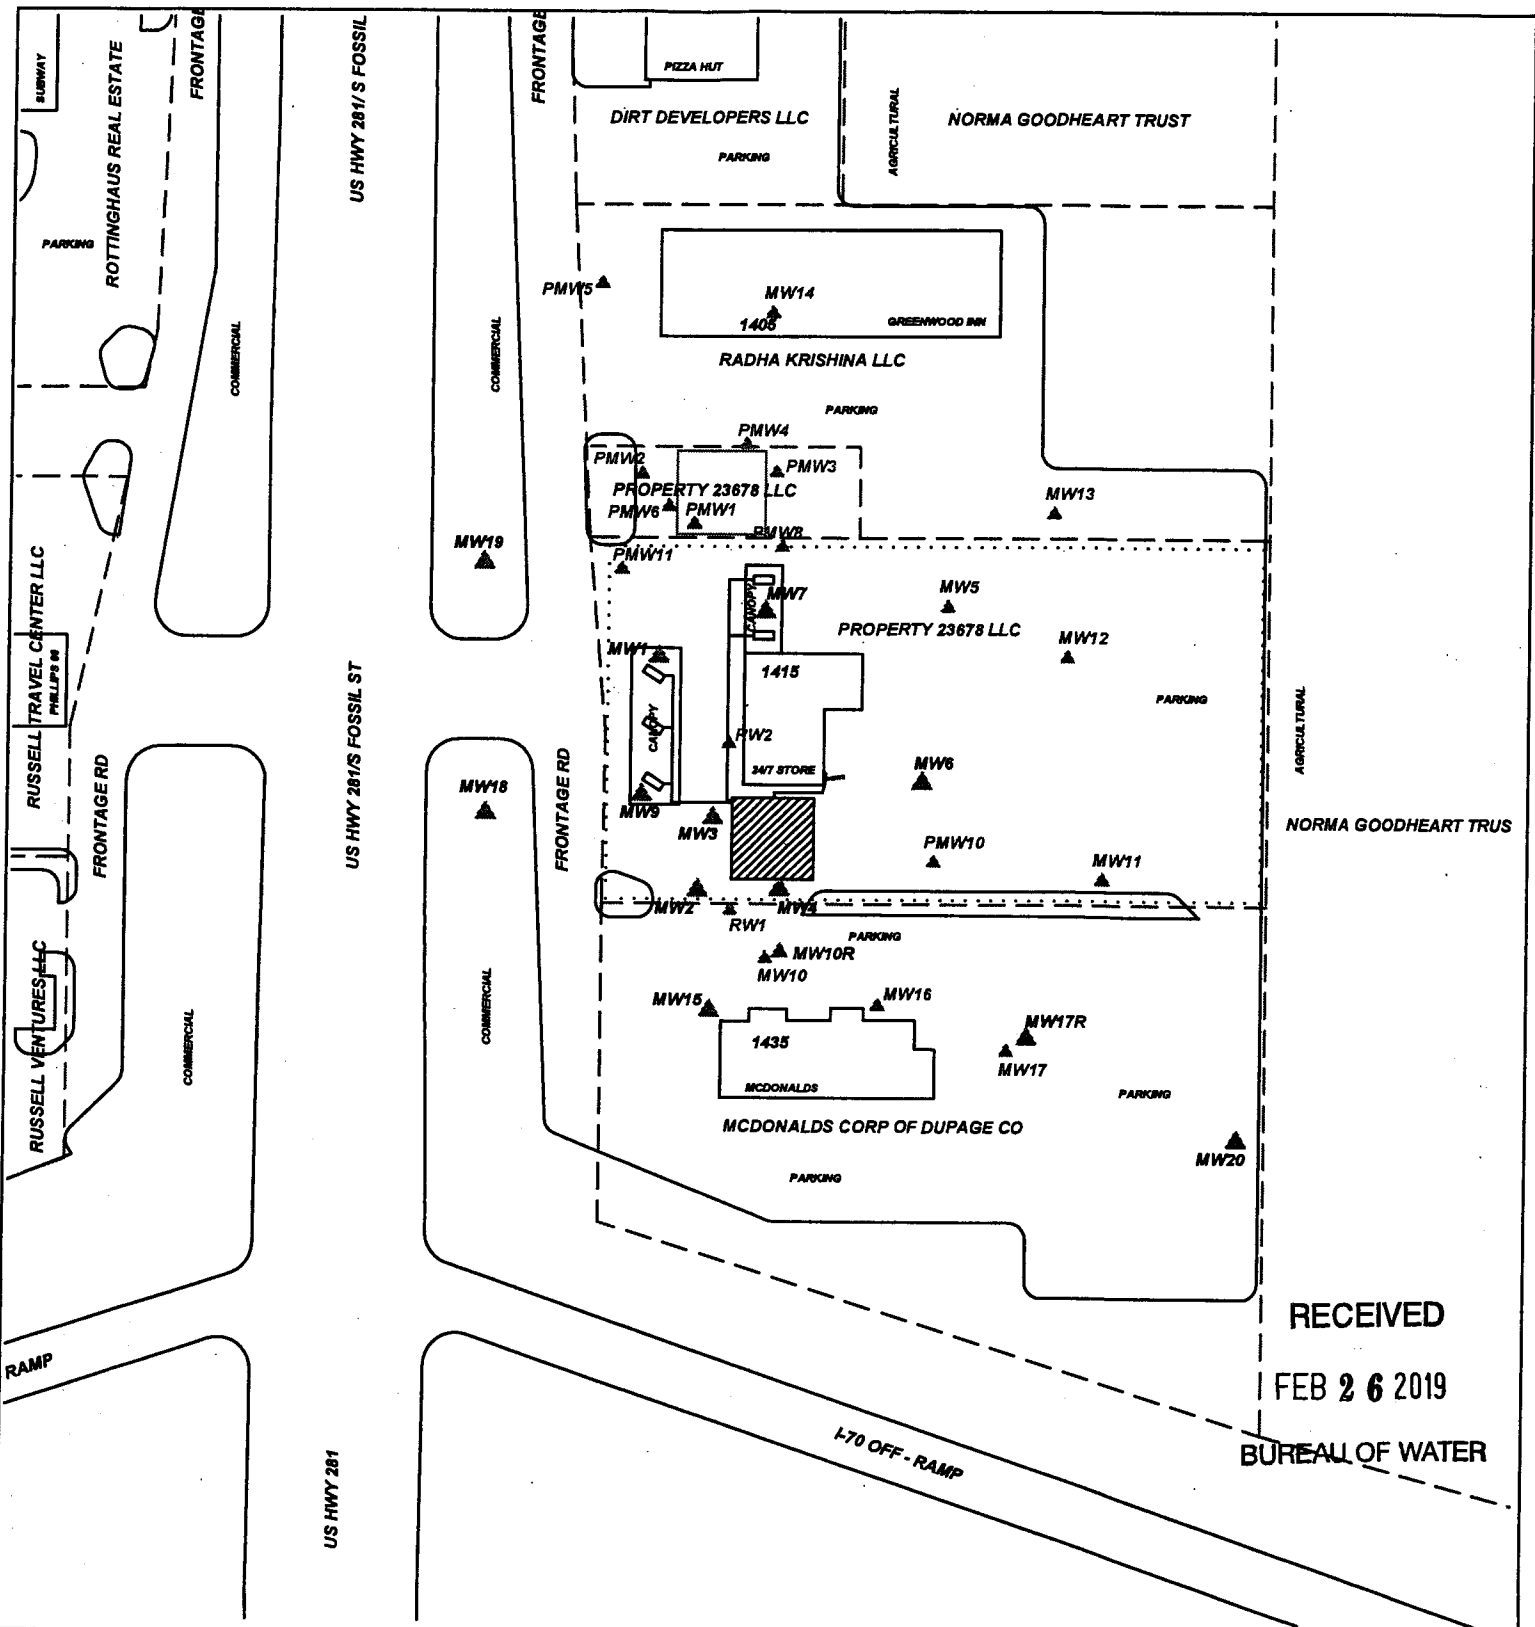 SUBWAY
ROTTINGHAUS REAL ESTATE
FRONTAGE
US HWY 281/ S FOSSIL
FRONTAGE
PIZZA HUT
DIRT DEVELOPERS LLC
PARKING
AGRICULTURAL
NORMA GOODHEART TRUST
PARKING
COMMERCIAL
COMMERCIAL
PMW5
MW14
1405
GREENWOOD INN
RADHA KRISHINA LLC
PARKING
PMW4
PMW2
PMW3
PROPERTY 23678 LLC
PMW6
PMW1
MW13
MW19
PMW8
PMW11
CANOPY
MW7
MW5
PROPERTY 23678 LLC
MW12
MW1
1415
PARKING
RUSSELL TRAVEL CENTER LLC
PHILLIPS 66
US HWY 281/S FOSSIL ST
CANOPY
RW2
24/7 STORE
MW6
AGRICULTURAL
FRONTAGE RD
FRONTAGE RD
MW18
MW9
MW3
NORMA GOODHEART TRUS
PMW10
MW11
MW2
MW4
RW1
PARKING
MW10R
MW10
RUSSELL VENTURES LLC
COMMERCIAL
COMMERCIAL
MW15
MW16
MW17R
1435
MW17
MCDONALDS
PARKING
MCDONALDS CORP OF DUPAGE CO
MW20
PARKING
RECEIVED
FEB 26 2019
BUREAU OF WATER
RAMP
I-70 OFF - RAMP
US HWY 281